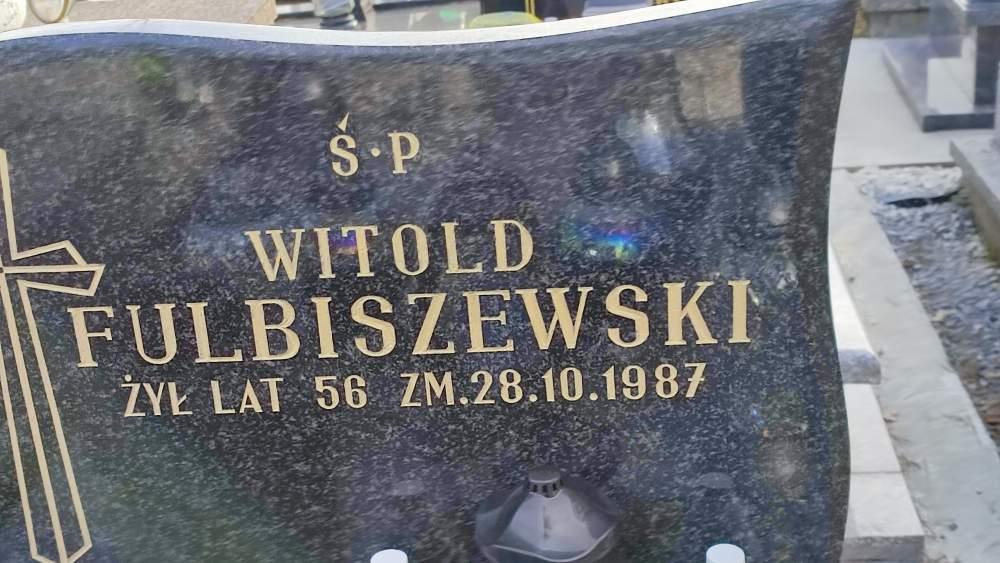 Ś·P
WITOLD
FULBISZEWSKI
ŻYŁ LAT 56 ZM.28.10.1987